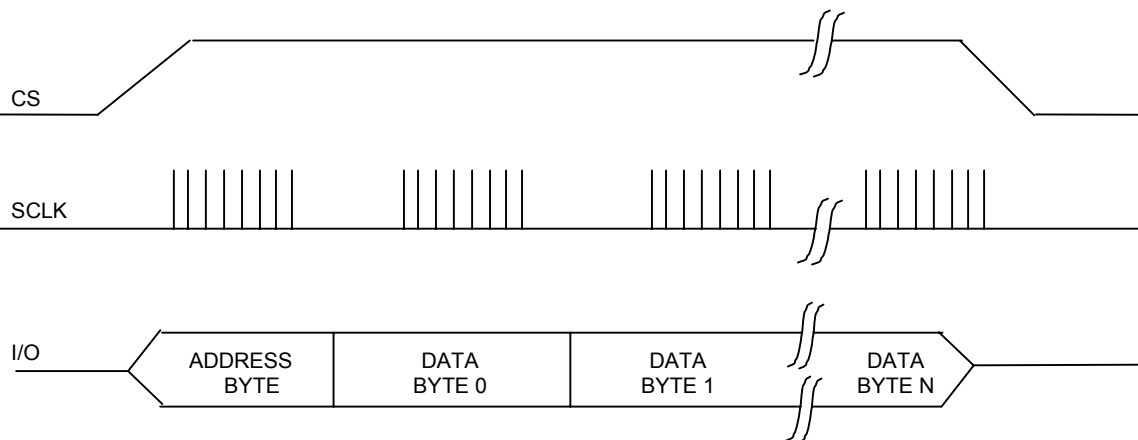 CS
SCLK
I/O
ADDRESS
BYTE
DATA
BYTE 0
DATA
BYTE 1
DATA
BYTE N